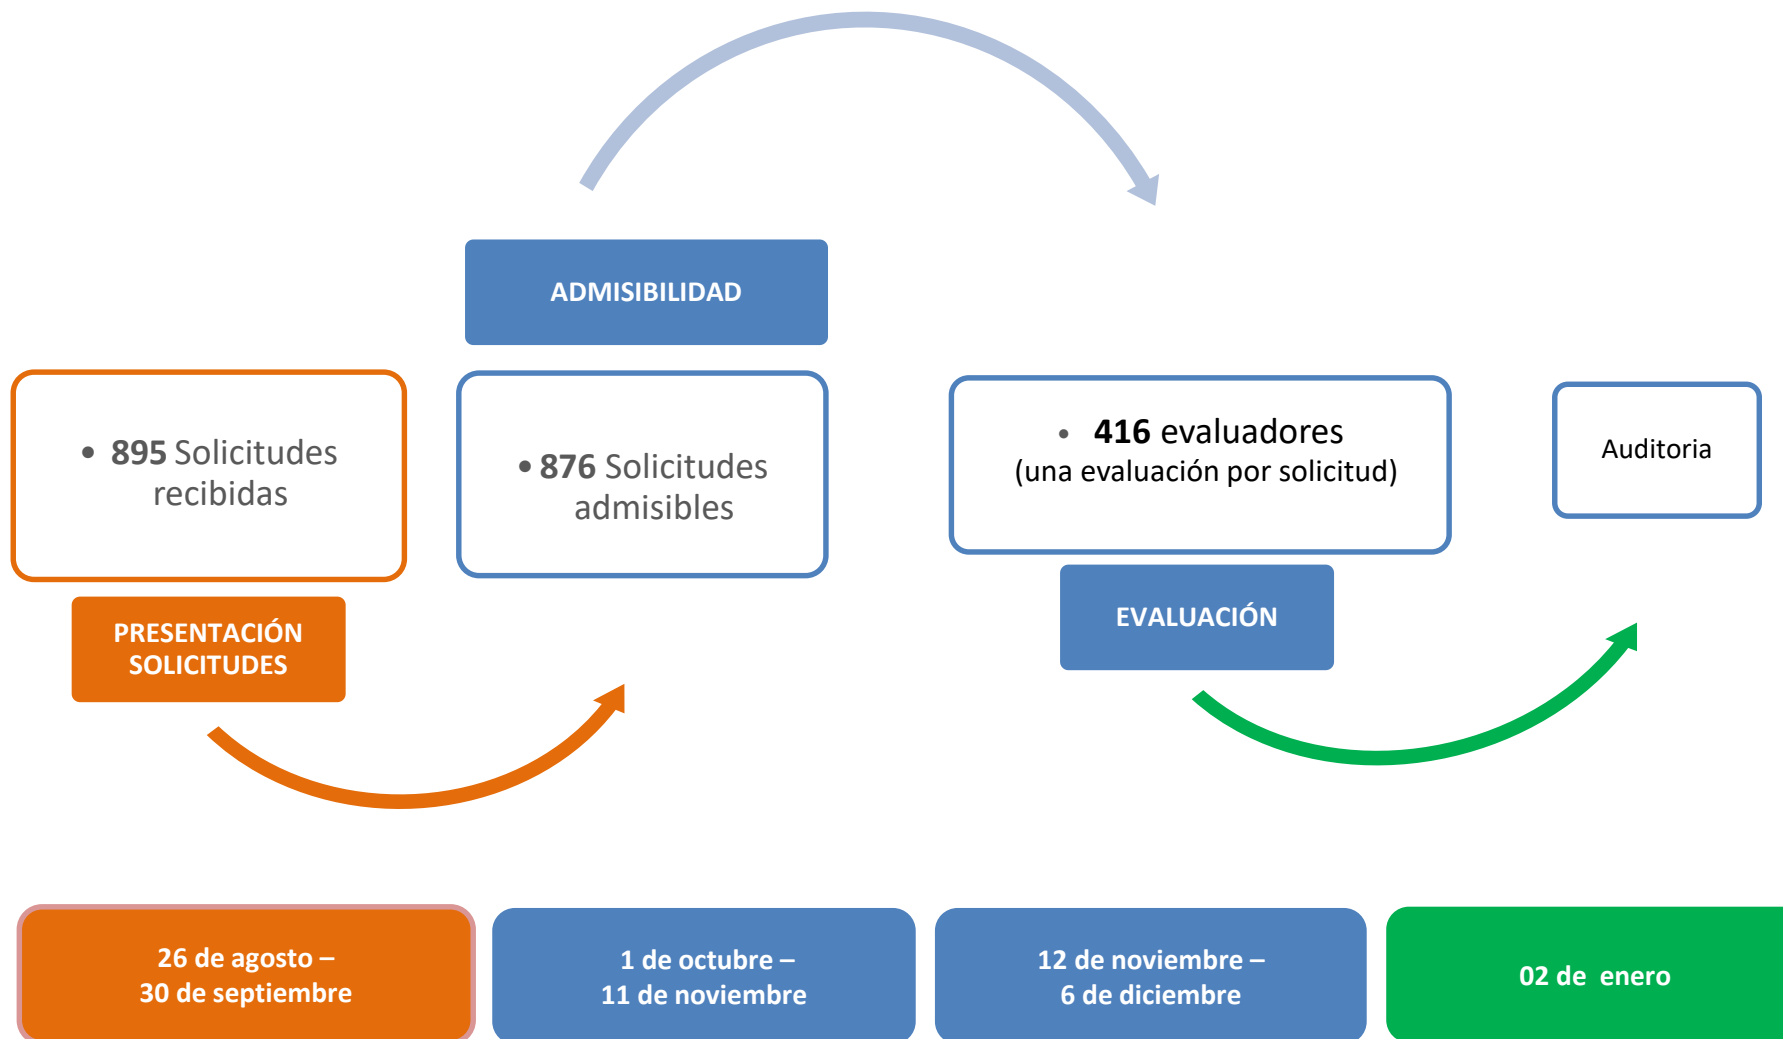 ADMISIBILIDAD
• 895 Solicitudes
recibidas
PRESENTACIÓN
SOLICITUDES
• 876 Solicitudes
admisibles
• 416 evaluadores
(una evaluación por solicitud)
EVALUACIÓN
Auditoria
26 de agosto –
30 de septiembre
1 de octubre –
11 de noviembre
12 de noviembre –
6 de diciembre
02 de enero